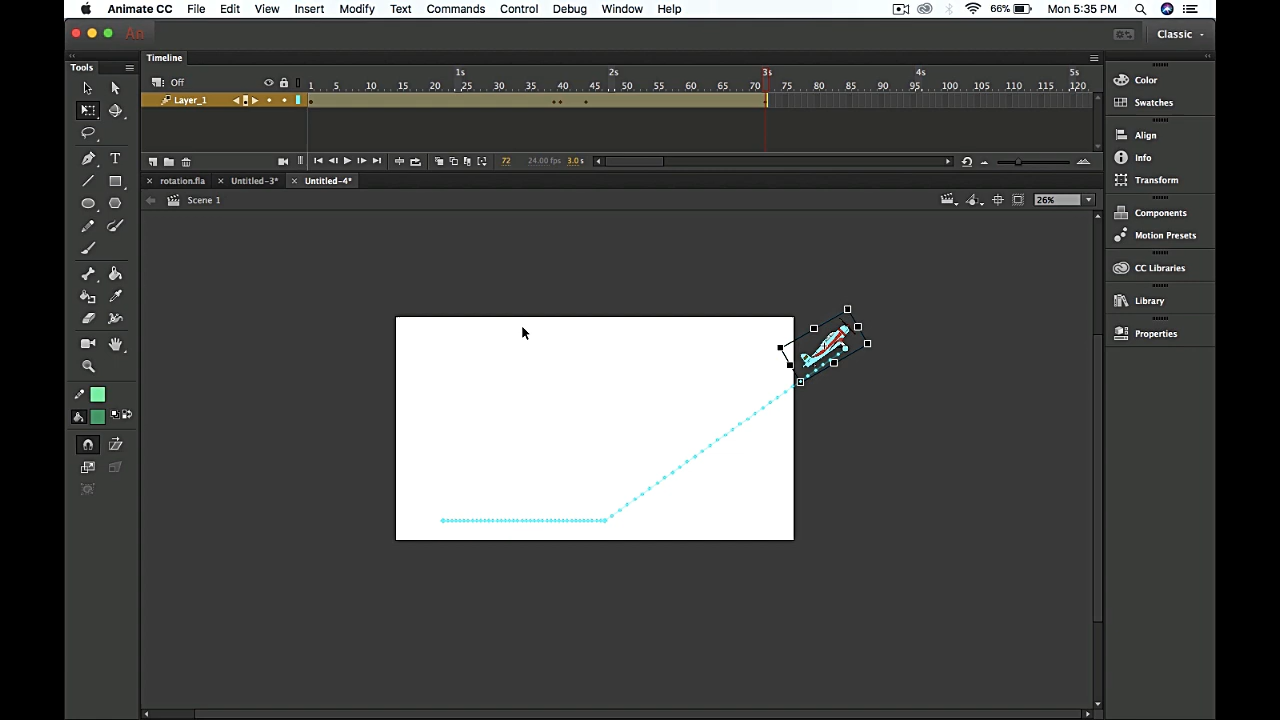 Animate CC File Edit View Insert Modify Text Commands Control Debug Window Help 66% Mon 5:35 PM
An Classic
Timeline
Tools
Off 1s 2s 3s 4s 5s
1 5 10 15 20 25 30 35 40 45 50 55 60 65 70 75 80 85 90 95 100 105 110 115 120
Layer_1
72 24.00 fps 3.0 s
rotation.fla Untitled-3* Untitled-4*
Scene 1 26%
Color
Swatches
Align
Info
Transform
Components
Motion Presets
CC Libraries
Library
Properties